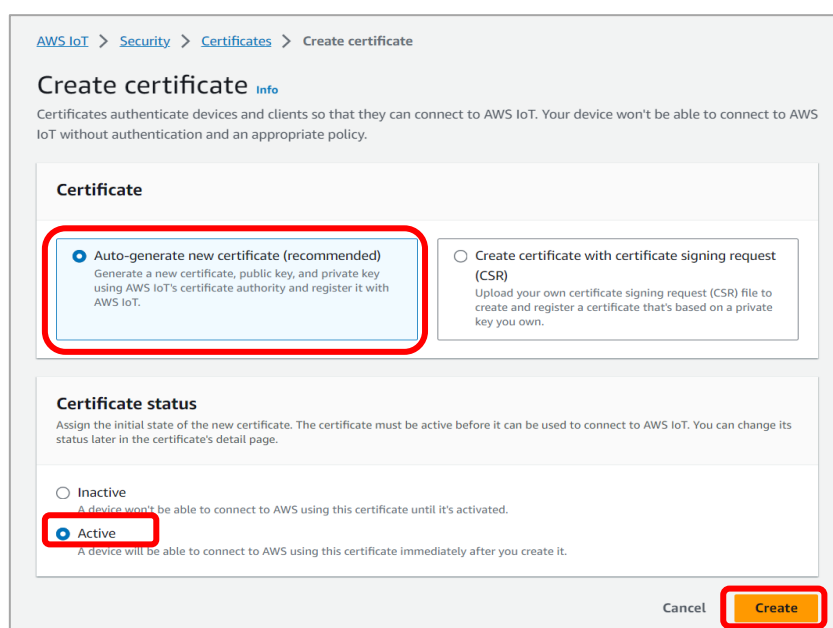 AWS IoT > Security > Certificates > Create certificate
Create certificate Info
Certificates authenticate devices and clients so that they can connect to AWS IoT. Your device won't be able to connect to AWS
IoT without authentication and an appropriate policy.
Certificate
Auto-generate new certificate (recommended)
Generate a new certificate, public key, and private key
using AWS IoT's certificate authority and register it with
AWS IoT.
Create certificate with certificate signing request
(CSR)
Upload your own certificate signing request (CSR) file to
create and register a certificate that's based on a private
key you own.
Certificate status
Assign the initial state of the new certificate. The certificate must be active before it can be used to connect to AWS IoT. You can change its
status later in the certificate's detail page.
Inactive
A device won't be able to connect to AWS using this certificate until it's activated.
Active
A device will be able to connect to AWS using this certificate immediately after you create it.
Cancel
Create